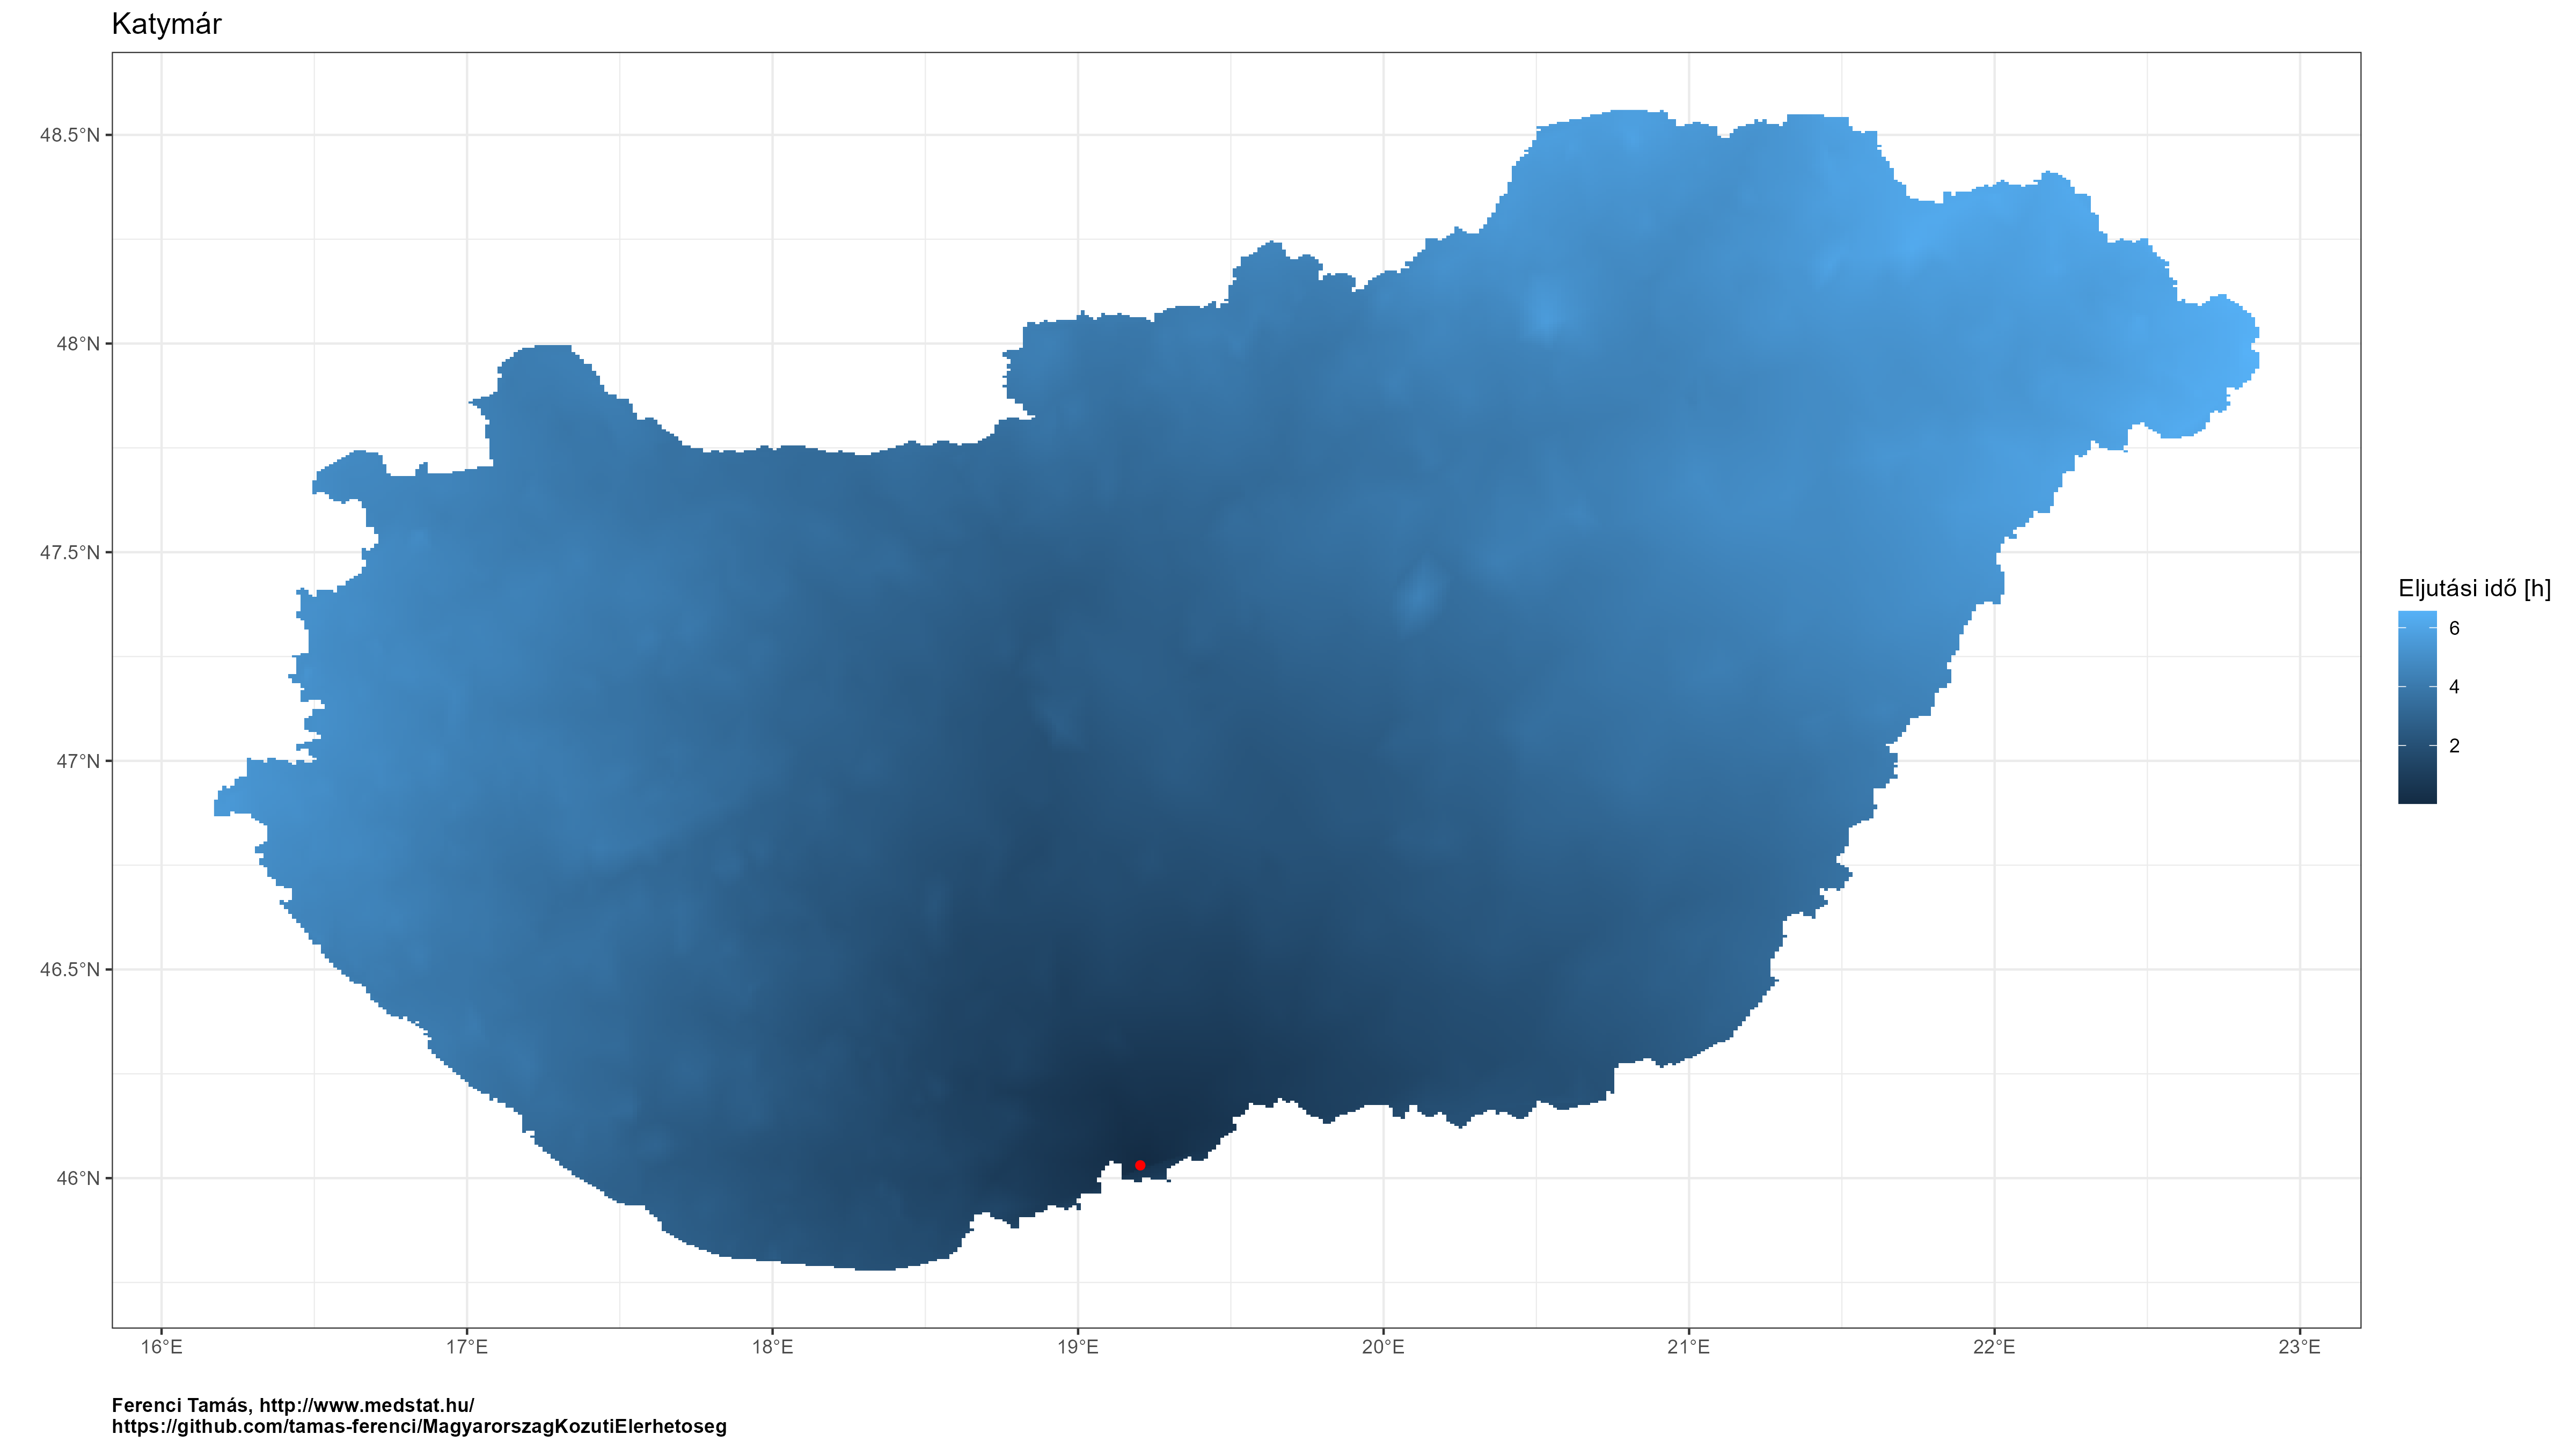 Katymár
48.5°N
48°N
47.5°N
47°N
46.5°N
46°N
16°E 17°E 18°E 19°E 20°E 21°E 22°E 23°E
Eljutási idő [h]
6
4
2
Ferenci Tamás, http://www.medstat.hu/
https://github.com/tamas-ferenci/MagyarorszagKozutiElerhetoseg